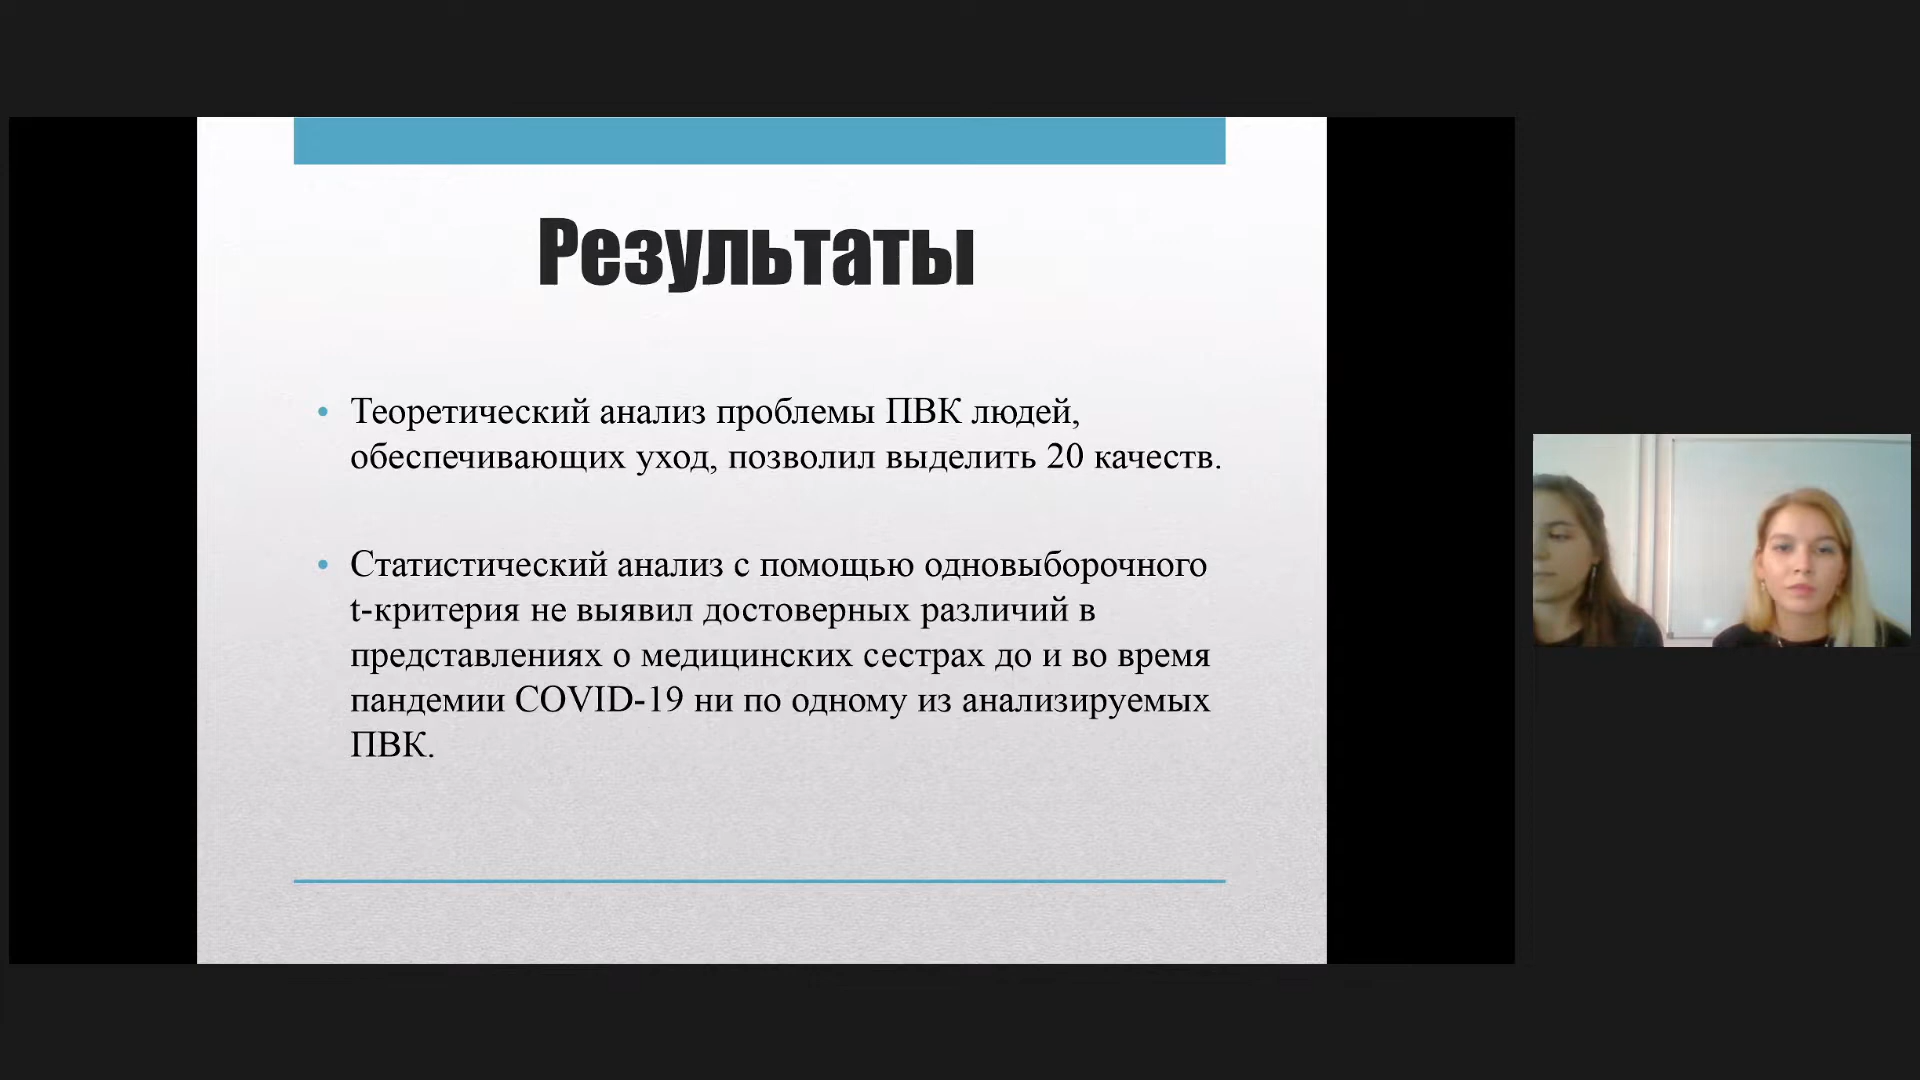 Результаты
• Теоретический анализ проблемы ПВК людей,
обеспечивающих уход, позволил выделить 20 качеств.
• Статистический анализ с помощью одновыборочного
t-критерия не выявил достоверных различий в
представлениях о медицинских сестрах до и во время
пандемии COVID-19 ни по одному из анализируемых
ПВК.